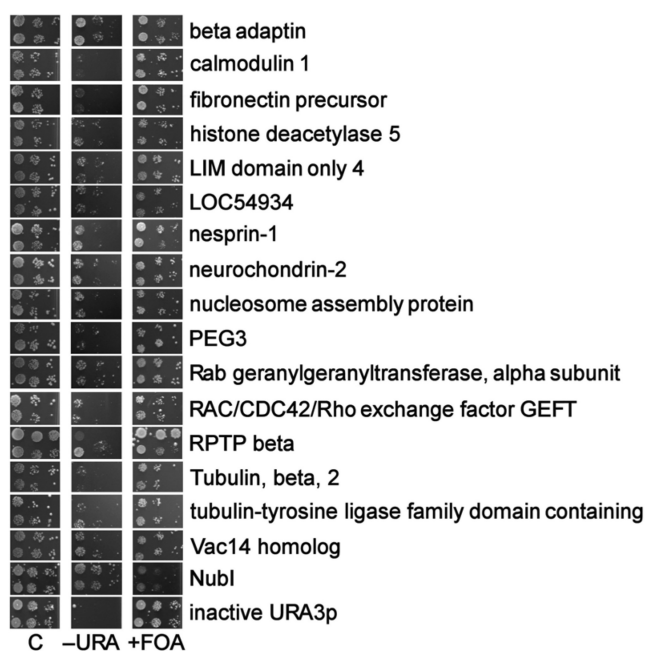 beta adaptin
calmodulin 1
fibronectin precursor
histone deacetylase 5
LIM domain only 4
LOC54934
nesprin-1
neurochondrin-2
nucleosome assembly protein
PEG3
Rab geranylgeranyltransferase, alpha subunit
RAC/CDC42/Rho exchange factor GEFT
RPTP beta
Tubulin, beta, 2
tubulin-tyrosine ligase family domain containing
Vac14 homolog
NubI
inactive URA3p
C –URA +FOA